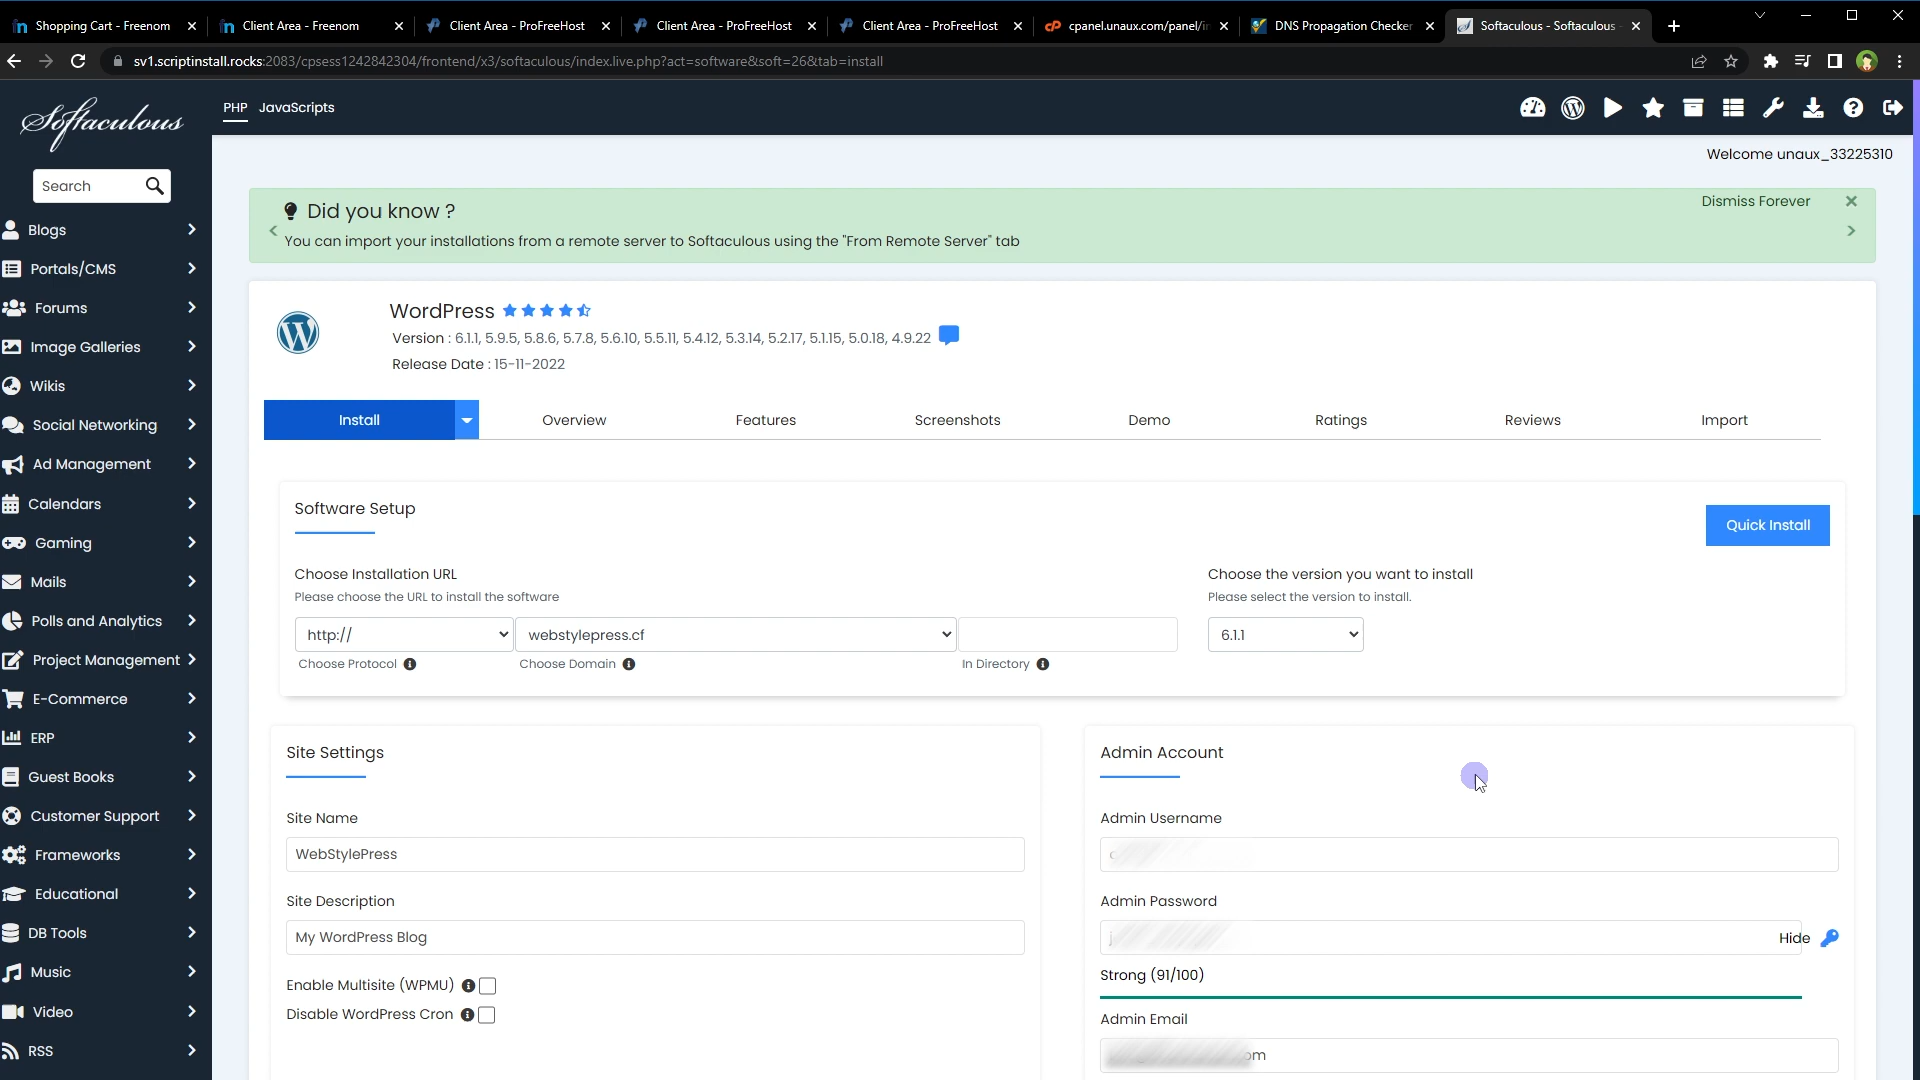 Shopping Cart - Freenom
Client Area - Freenom
Client Area - ProFreeHost
Client Area - ProFreeHost
Client Area - ProFreeHost
cpanel.unaux.com/panel/in
DNS Propagation Checker
Softaculous - Softaculous -
sv1.scriptinstall.rocks:2083/cpsess1242842304/frontend/x3/softaculous/index.live.php?act=software&soft=26&tab=install
Softaculous
PHP
JavaScripts
Welcome unaux_33225310
Search
Blogs
Portals/CMS
Forums
Image Galleries
Wikis
Social Networking
Ad Management
Calendars
Gaming
Mails
Polls and Analytics
Project Management
E-Commerce
ERP
Guest Books
Customer Support
Frameworks
Educational
DB Tools
Music
Video
RSS
Did you know ?
Dismiss Forever
You can import your installations from a remote server to Softaculous using the "From Remote Server" tab
WordPress
Version : 6.1.1, 5.9.5, 5.8.6, 5.7.8, 5.6.10, 5.5.11, 5.4.12, 5.3.14, 5.2.17, 5.1.15, 5.0.18, 4.9.22
Release Date : 15-11-2022
Install
Overview
Features
Screenshots
Demo
Ratings
Reviews
Import
Software Setup
Quick Install
Choose Installation URL
Please choose the URL to install the software
Choose the version you want to install
Please select the version to install.
http://
webstylepress.cf
6.1.1
Choose Protocol
Choose Domain
In Directory
Site Settings
Site Name
WebStylePress
Site Description
My WordPress Blog
Enable Multisite (WPMU)
Disable WordPress Cron
Admin Account
Admin Username
Admin Password
Hide
Strong (91/100)
Admin Email